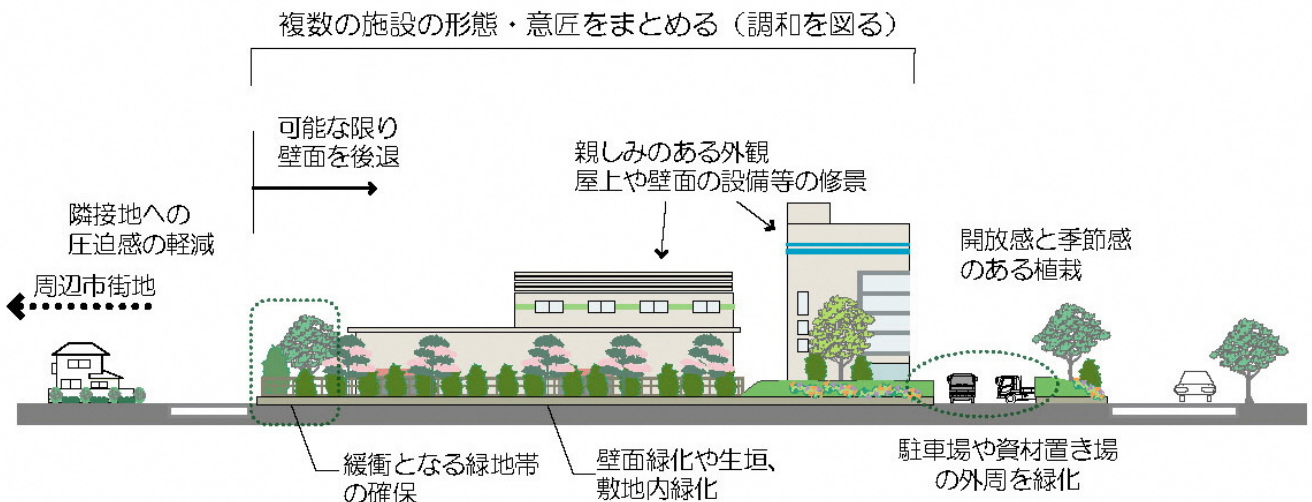 複数の施設の形態・意匠をまとめる（調和を図る）
可能な限り
壁面を後退
親しみのある外観
屋上や壁面の設備等の修景
隣接地への
圧迫感の軽減
開放感と季節感
のある植栽
周辺市街地
緩衝となる緑地帯
の確保
壁面緑化や生垣、
敷地内緑化
駐車場や資材置き場
の外周を緑化